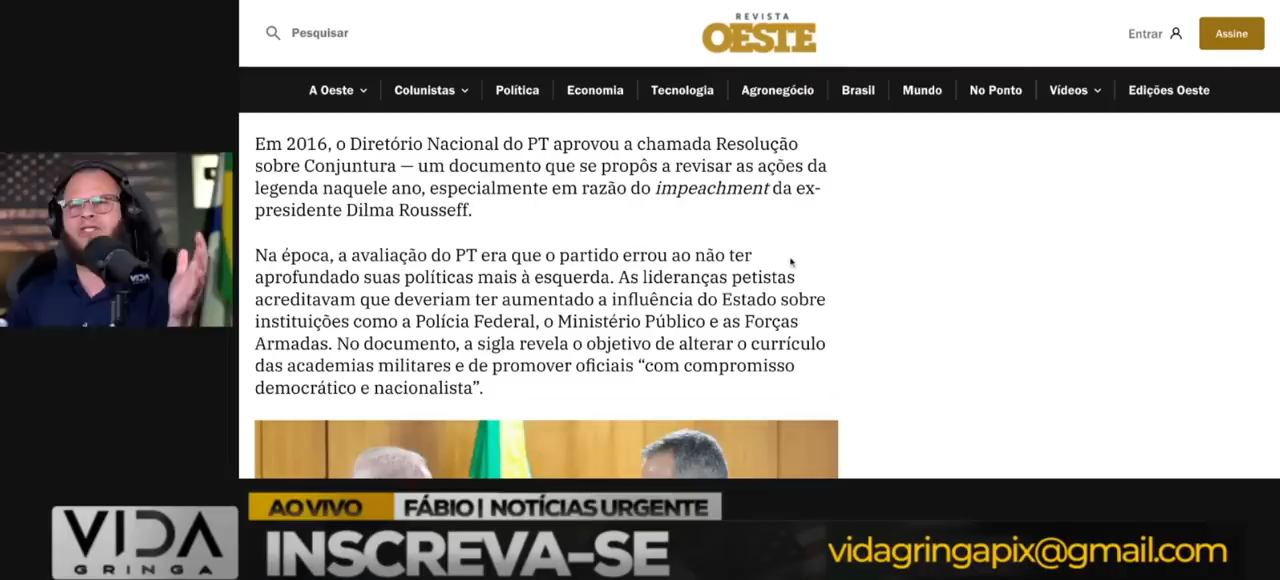 Pesquisar
REVISTA
OESTE
Entrar
Assine
A Oeste
Colunistas
Política
Economia
Tecnologia
Agronegócio
Brasil
Mundo
No Ponto
Vídeos
Edições Oeste
Em 2016, o Diretório Nacional do PT aprovou a chamada Resolução
sobre Conjuntura — um documento que se propôs a revisar as ações da
legenda naquele ano, especialmente em razão do impeachment da ex-
presidente Dilma Rousseff.
Na época, a avaliação do PT era que o partido errou ao não ter
aprofundado suas políticas mais à esquerda. As lideranças petistas
acreditavam que deveriam ter aumentado a influência do Estado sobre
instituições como a Polícia Federal, o Ministério Público e as Forças
Armadas. No documento, a sigla revela o objetivo de alterar o currículo
das academias militares e de promover oficiais “com compromisso
democrático e nacionalista”.
VIDA
AO VIVO
FÁBIO | NOTÍCIAS URGENTE
VIDA
GRINGA
INSCREVA-SE
vidagringapix@gmail.com